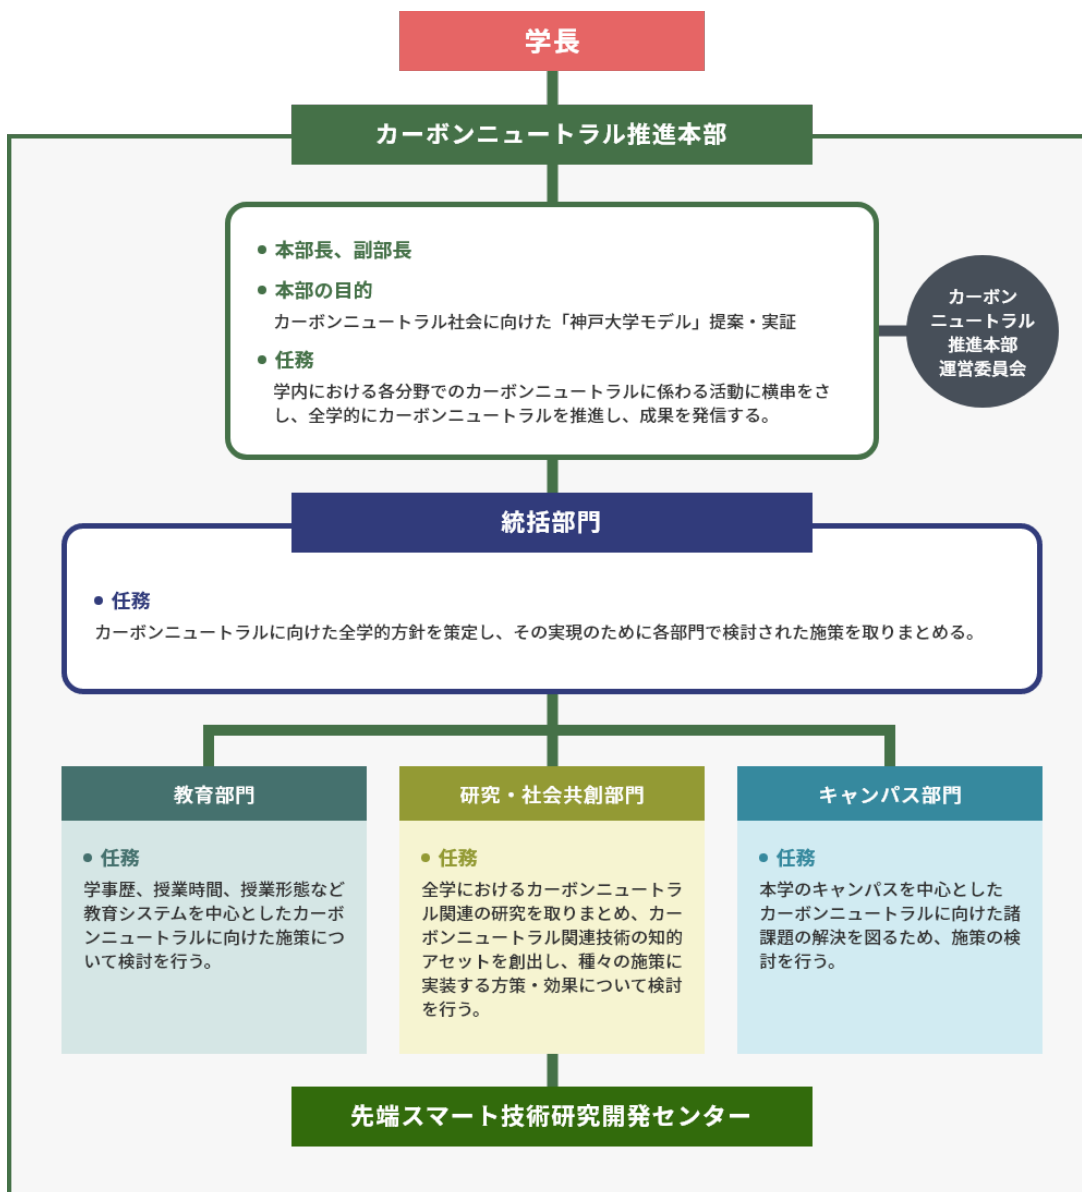 学長
カーボンニュートラル推進本部
本部長、副部長
本部の目的
カーボンニュートラル社会に向けた「神戸大学モデル」提案・実証
任務
学内における各分野でのカーボンニュートラルに係わる活動に横串をさ
し、全学的にカーボンニュートラルを推進し、成果を発信する。
カーボン
ニュートラル
推進本部
運営委員会
統括部門
任務
カーボンニュートラルに向けた全学的方針を策定し、その実現のために各部門で検討された施策を取りまとめる。
教育部門
任務
学事歴、授業時間、授業形態など
教育システムを中心としたカーボ
ンニュートラルに向けた施策につ
いて検討を行う。
研究・社会共創部門
任務
全学におけるカーボンニュートラ
ル関連の研究を取りまとめ、カー
ボンニュートラル関連技術の知的
アセットを創出し、種々の施策に
実装する方策・効果について検討
を行う。
キャンパス部門
任務
本学のキャンパスを中心とした
カーボンニュートラルに向けた諸
課題の解決を図るため、施策の検
討を行う。
先端スマート技術研究開発センター